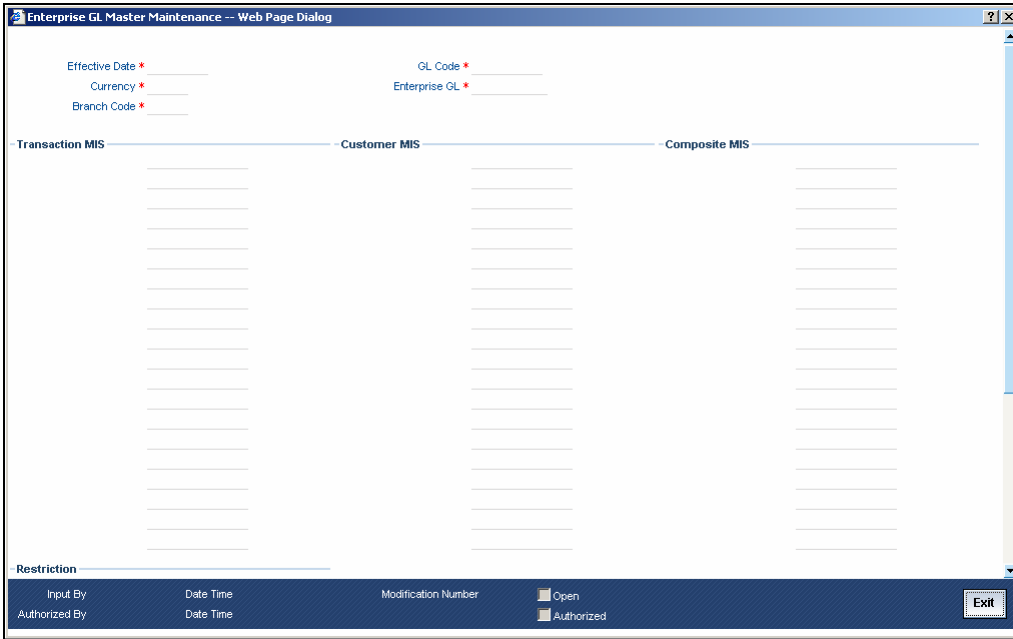 Enterprise GL Master Maintenance -- Web Page Dialog
? X
Effective Date * GL Code *
Currency * Enterprise GL *
Branch Code *
Transaction MIS Customer MIS Composite MIS
Restriction
Input By Date Time Modification Number Open
Authorized By Date Time Authorized
Exit